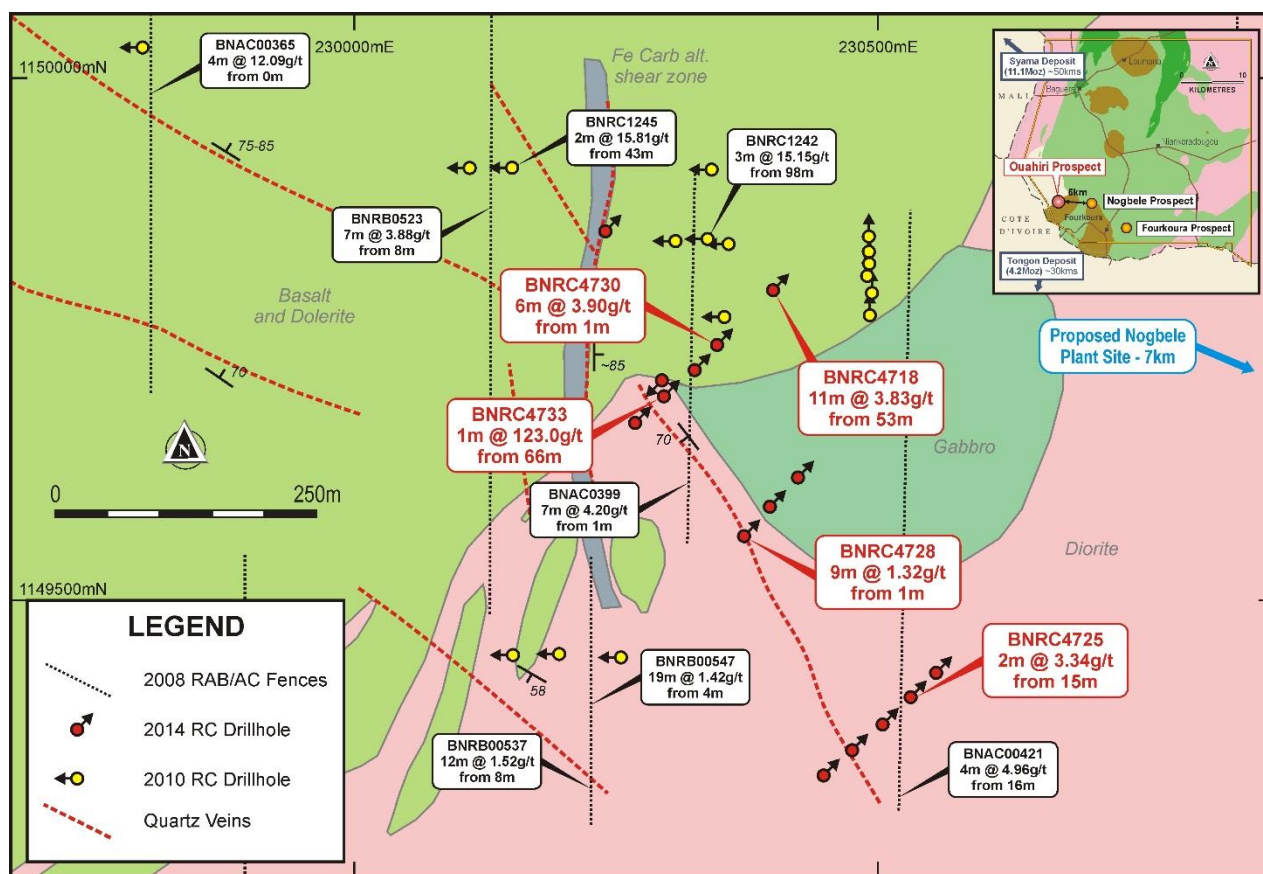 230000mE
230500mE
1150000mN
1149500mN
BNAC00365
4m @ 12.09g/t
from 0m
Fe Carb alt.
shear zone
BNRC1245
2m @ 15.81g/t
from 43m
BNRC1242
3m @ 15.15g/t
from 98m
75-85
BNRB0523
7m @ 3.88g/t
from 8m
Basalt
and Dolerite
BNRC4730
6m @ 3.90g/t
from 1m
~85
70
BNRC4718
11m @ 3.83g/t
from 53m
BNRC4733
1m @ 123.0g/t
from 66m
70
Gabbro
N
0
250m
BNAC0399
7m @ 4.20g/t
from 1m
Diorite
BNRC4728
9m @ 1.32g/t
from 1m
BNRC4725
2m @ 3.34g/t
from 15m
BNRB00547
19m @ 1.42g/t
from 4m
58
BNRB00537
12m @ 1.52g/t
from 8m
BNAC00421
4m @ 4.96g/t
from 16m
Proposed Nogbele
Plant Site - 7km
LEGEND
2008 RAB/AC Fences
2014 RC Drillhole
2010 RC Drillhole
Quartz Veins
Syama Deposit
(11.1Moz) ~50kms
MALI
Baguera
Loumana
N
0
10
KILOMETRES
Niankorodougou
Ouahiri Prospect
5km
Nogbele Prospect
COTE
D'IVOIRE
Fourkoura
Fourkoura Prospect
Tongon Deposit
(4.2Moz) ~30kms